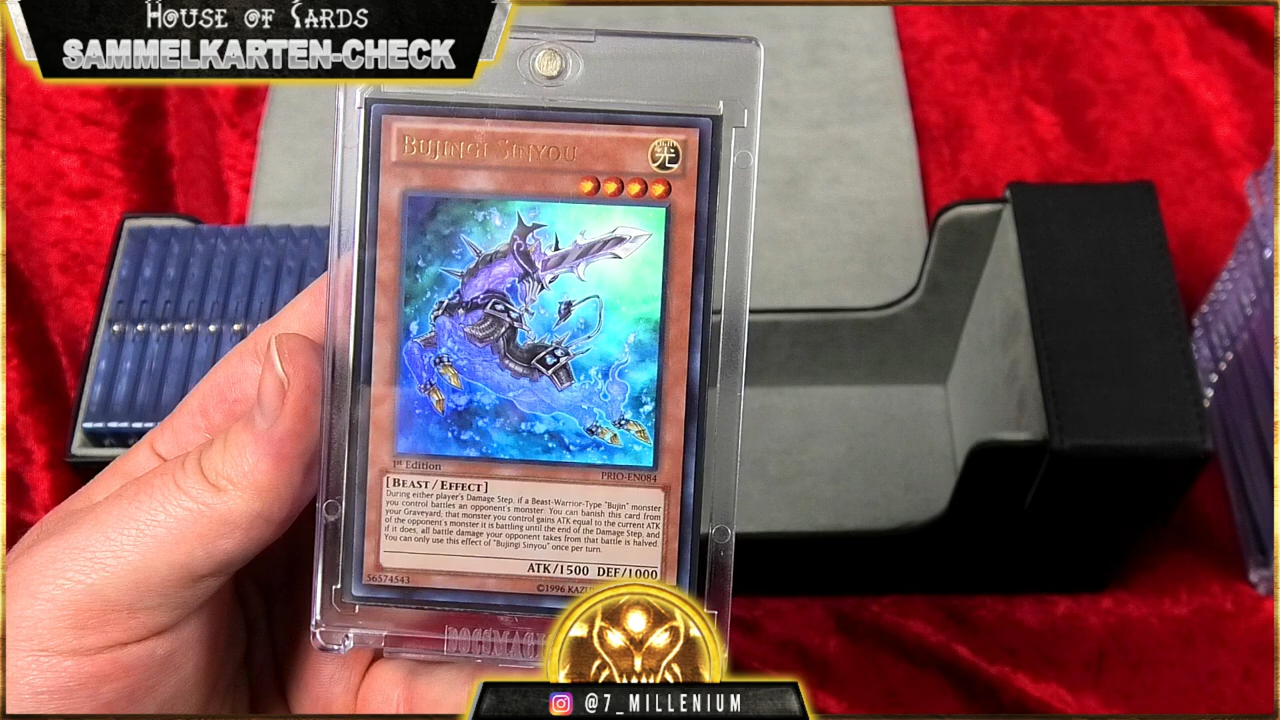 House of Yards
SAMMELKARTEN-CHECK
Bujingi Sinyou
LIGHT
光
1st Edition
PRIO-EN084
[Beast/Effect]
During either player's Damage Step, if a Beast-Warrior-Type "Bujin" monster
you control battles an opponent's monster: You can banish this card from
your Graveyard; that monster you control gains ATK equal to the current ATK
of the opponent's monster it is battling until the end of the Damage Step, and
if it does, all battle damage your opponent takes from that battle is halved.
You can only use this effect of "Bujingi Sinyou" once per turn.
ATK/1500 DEF/1000
56574543
©1996
@7_MILLENIUM